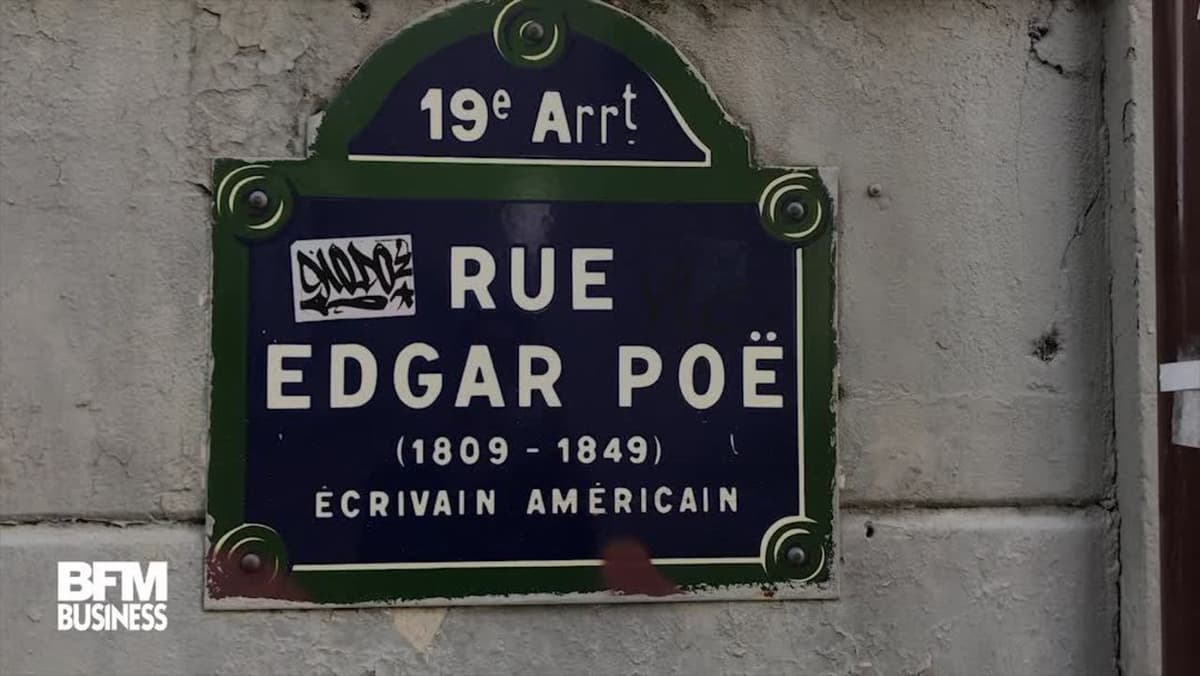 19e Arrt
RUE
EDGAR POË
(1809 - 1849)
ÉCRIVAIN AMÉRICAIN
BFM
BUSINESS